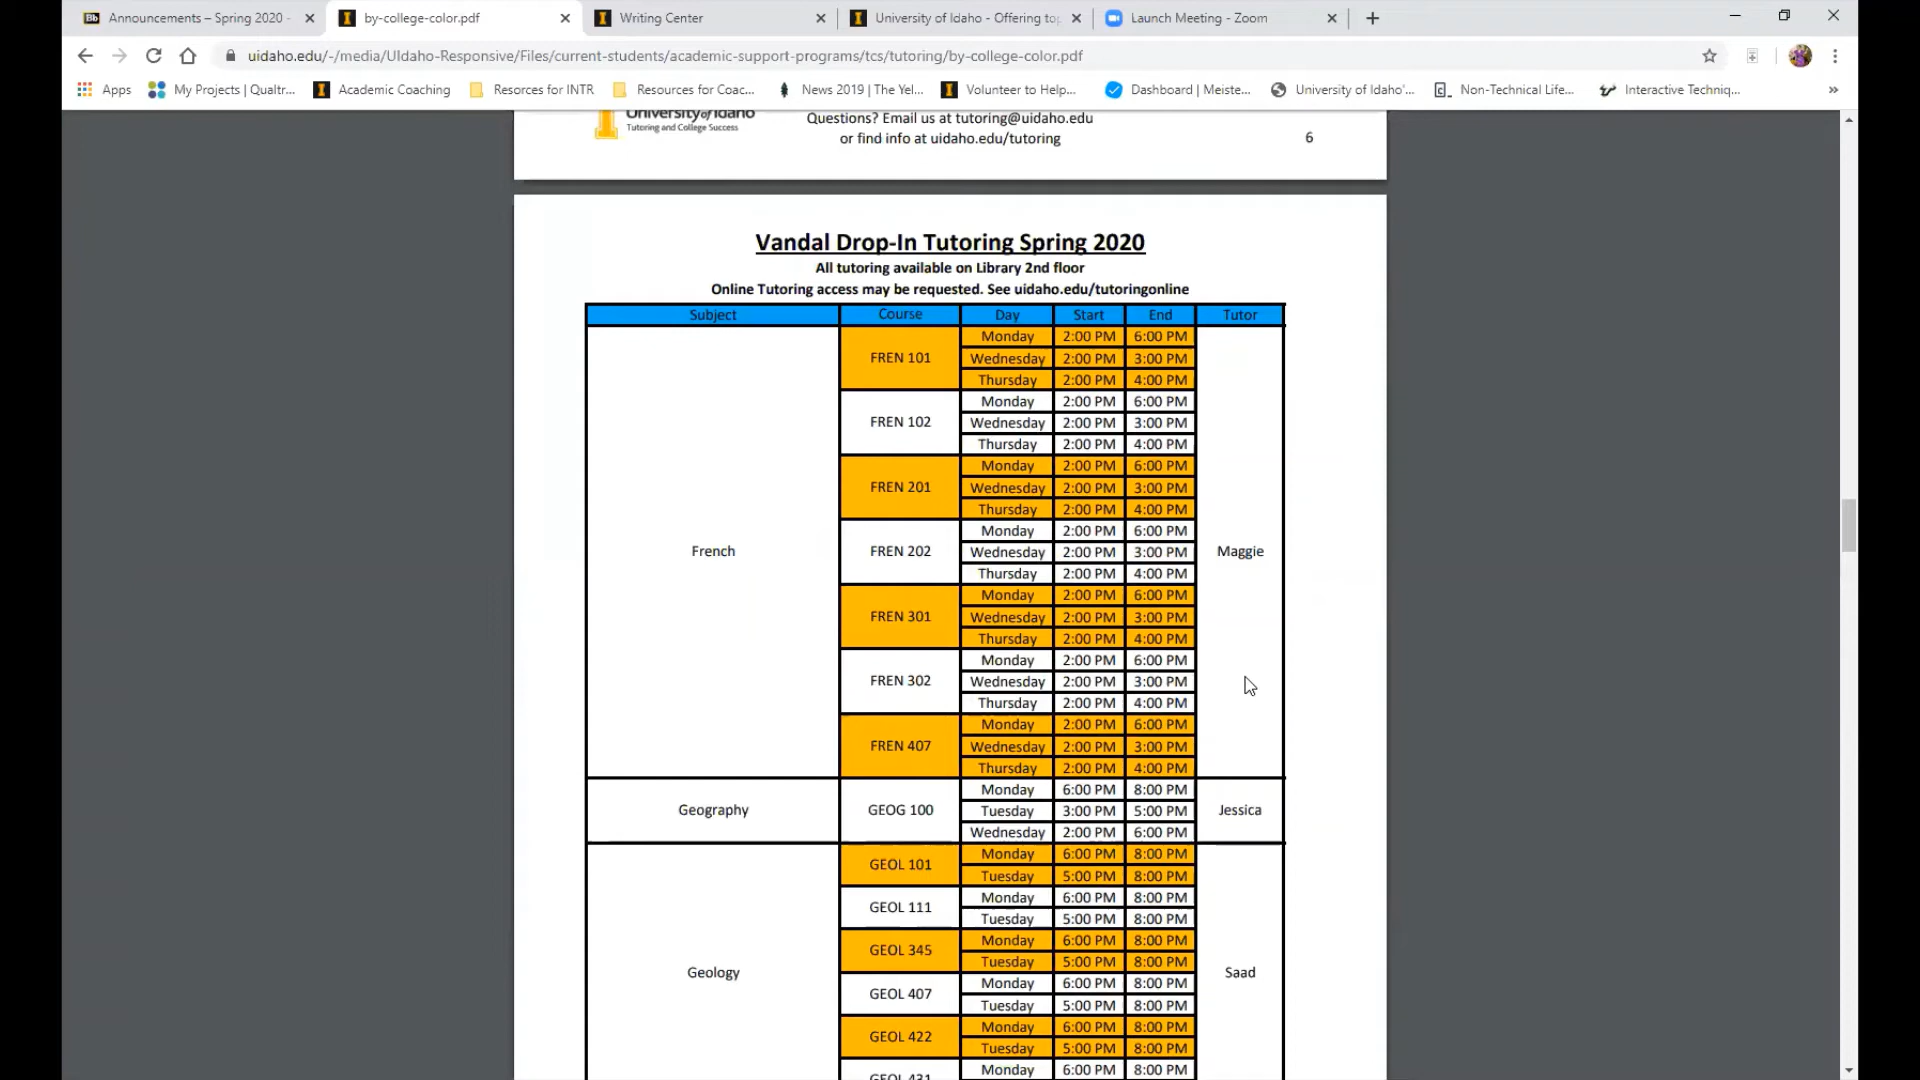 Announcements – Spring 2020 -
by-college-color.pdf
Writing Center
University of Idaho - Offering to
Launch Meeting - Zoom
uidaho.edu/-/media/UIdaho-Responsive/Files/current-students/academic-support-programs/tcs/tutoring/by-college-color.pdf
Apps
My Projects | Qualtr...
Academic Coaching
Resorces for INTR
Resources for Coac...
News 2019 | The Yel...
Volunteer to Help...
Dashboard | Meiste...
University of Idaho'...
Non-Technical Life...
Interactive Techniq...
University of Idaho
Tutoring and College Success
Questions? Email us at tutoring@uidaho.edu
or find info at uidaho.edu/tutoring
6
Vandal Drop-In Tutoring Spring 2020
All tutoring available on Library 2nd floor
Online Tutoring access may be requested. See uidaho.edu/tutoringonline
Subject Course Day Start End Tutor
French FREN 101 Monday 2:00 PM 6:00 PM Maggie
Wednesday 2:00 PM 3:00 PM
Thursday 2:00 PM 4:00 PM
FREN 102 Monday 2:00 PM 6:00 PM
Wednesday 2:00 PM 3:00 PM
Thursday 2:00 PM 4:00 PM
FREN 201 Monday 2:00 PM 6:00 PM
Wednesday 2:00 PM 3:00 PM
Thursday 2:00 PM 4:00 PM
FREN 202 Monday 2:00 PM 6:00 PM
Wednesday 2:00 PM 3:00 PM
Thursday 2:00 PM 4:00 PM
FREN 301 Monday 2:00 PM 6:00 PM
Wednesday 2:00 PM 3:00 PM
Thursday 2:00 PM 4:00 PM
FREN 302 Monday 2:00 PM 6:00 PM
Wednesday 2:00 PM 3:00 PM
Thursday 2:00 PM 4:00 PM
FREN 407 Monday 2:00 PM 6:00 PM
Wednesday 2:00 PM 3:00 PM
Thursday 2:00 PM 4:00 PM
Geography GEOG 100 Monday 6:00 PM 8:00 PM Jessica
Tuesday 3:00 PM 5:00 PM
Wednesday 2:00 PM 6:00 PM
Geology GEOL 101 Monday 6:00 PM 8:00 PM Saad
Tuesday 5:00 PM 8:00 PM
GEOL 111 Monday 6:00 PM 8:00 PM
Tuesday 5:00 PM 8:00 PM
GEOL 345 Monday 6:00 PM 8:00 PM
Tuesday 5:00 PM 8:00 PM
GEOL 407 Monday 6:00 PM 8:00 PM
Tuesday 5:00 PM 8:00 PM
GEOL 422 Monday 6:00 PM 8:00 PM
Tuesday 5:00 PM 8:00 PM
GEOL 431 Monday 6:00 PM 8:00 PM